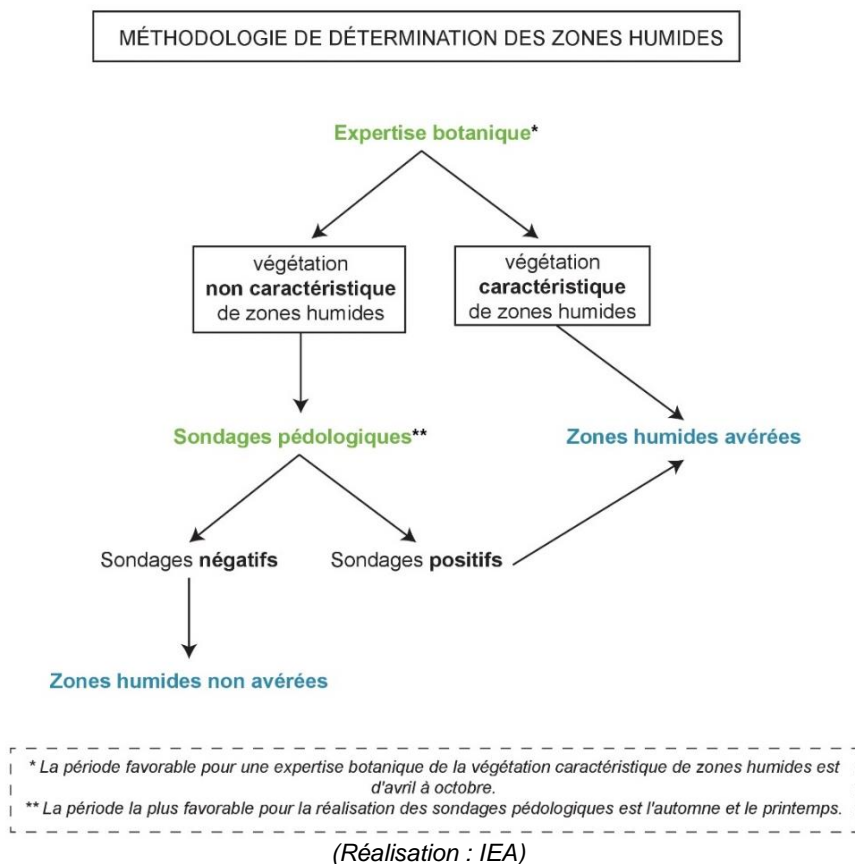 MÉTHODOLOGIE DE DÉTERMINATION DES ZONES HUMIDES
Expertise botanique*
végétation
non caractéristique
de zones humides
végétation
caractéristique
de zones humides
Sondages pédologiques**
Zones humides avérées
Sondages négatifs
Sondages positifs
Zones humides non avérées
* La période favorable pour une expertise botanique de la végétation caractéristique de zones humides est
d'avril à octobre.
** La période la plus favorable pour la réalisation des sondages pédologiques est l'automne et le printemps.
(Réalisation : IEA)